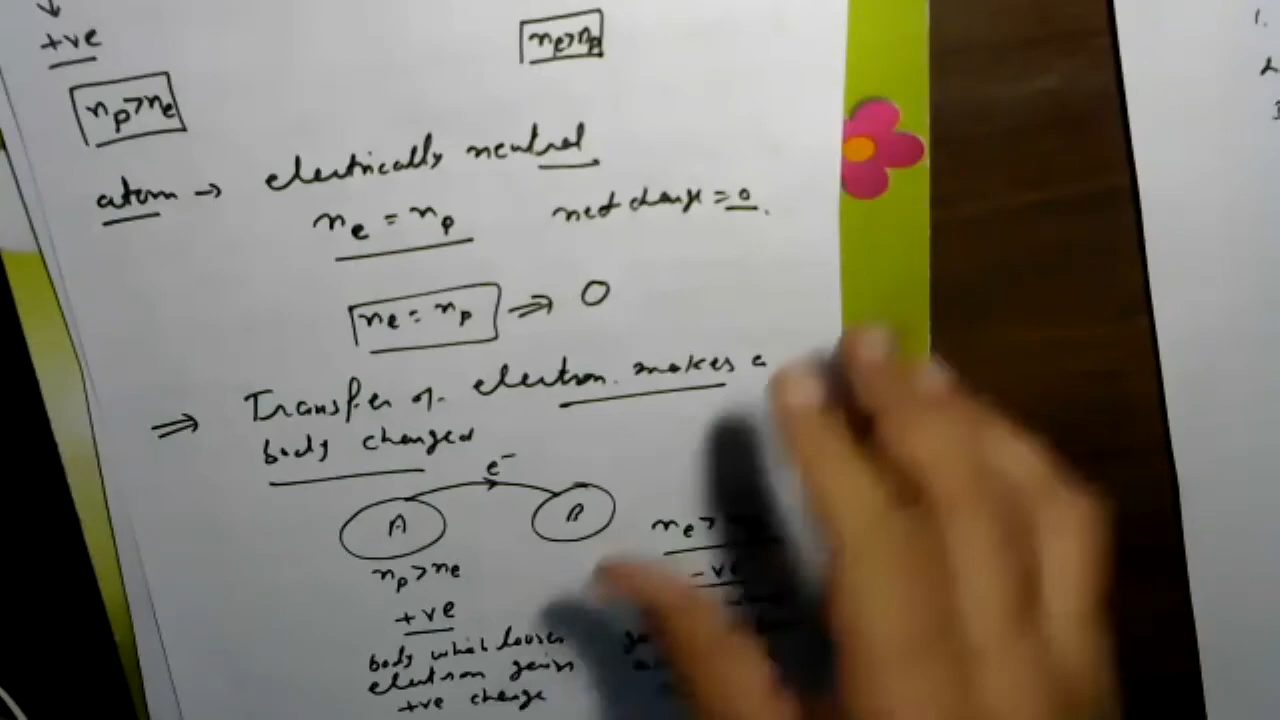 +ve
ne>np
np>ne
atom → electrically neutral
ne = np net charge = 0.
ne = np ⇒ 0
⇒ Transfer of electron makes a
body charged
e⁻
A B
np>ne
ne>
+ve
-ve
body which looses
electron gains
+ve charge